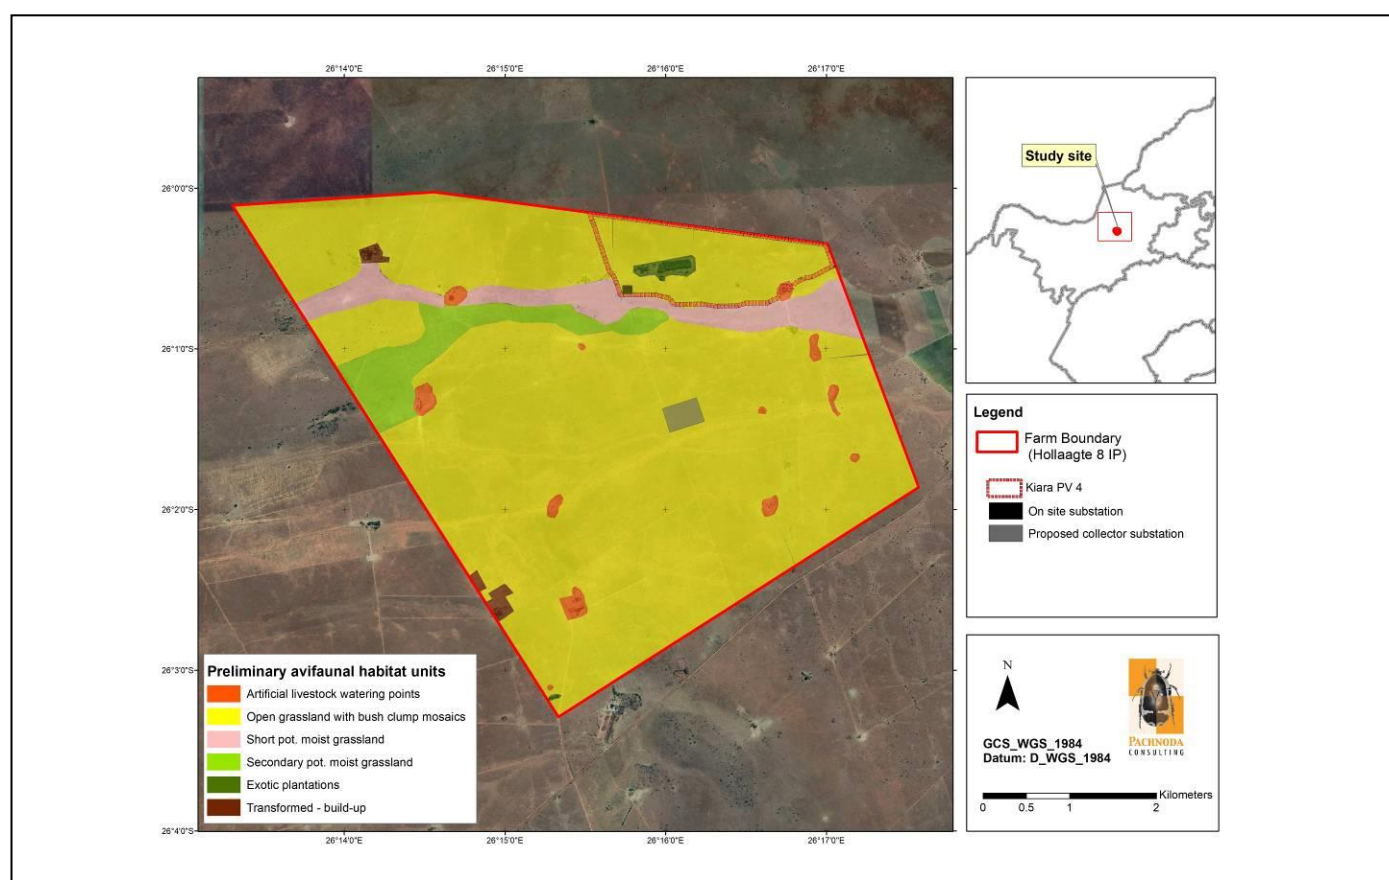 26°14'0"E
26°15'0"E
26°16'0"E
26°17'0"E
26°0'0"S
26°1'0"S
26°2'0"S
26°3'0"S
26°4'0"S
26°14'0"E
26°15'0"E
26°16'0"E
26°17'0"E
Preliminary avifaunal habitat units
Artificial livestock watering points
Open grassland with bush clump mosaics
Short pot. moist grassland
Secondary pot. moist grassland
Exotic plantations
Transformed - build-up
Study site
Legend
Farm Boundary
(Hollaagte 8 IP)
Kiara PV 4
On site substation
Proposed collector substation
N
GCS_WGS_1984
Datum: D_WGS_1984
PACHNODA
CONSULTING
Kilometers
0 0.5 1 2